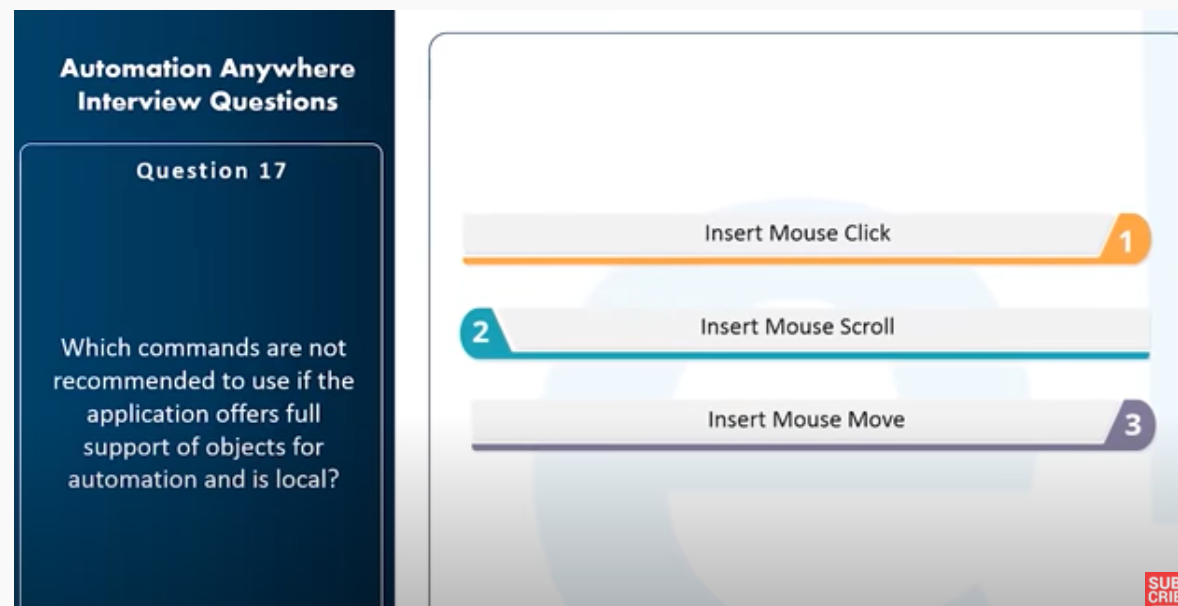 Automation Anywhere
Interview Questions
Question 17
Which commands are not
recommended to use if the
application offers full
support of objects for
automation and is local?
Insert Mouse Click
1
2
Insert Mouse Scroll
Insert Mouse Move
3
SUB
CRIB